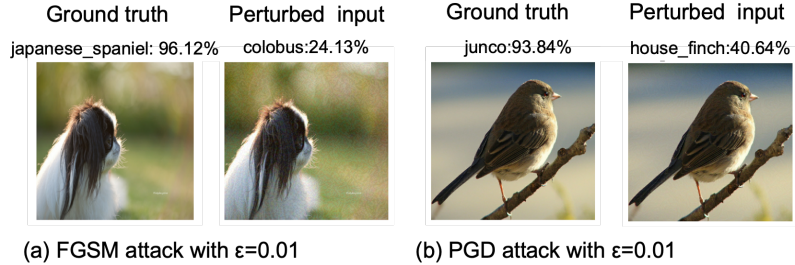 Ground truth
Perturbed input
japanese_spaniel: 96.12%
colobus:24.13%
(a) FGSM attack with ε=0.01
Ground truth
Perturbed input
junco:93.84%
house_finch:40.64%
(b) PGD attack with ε=0.01